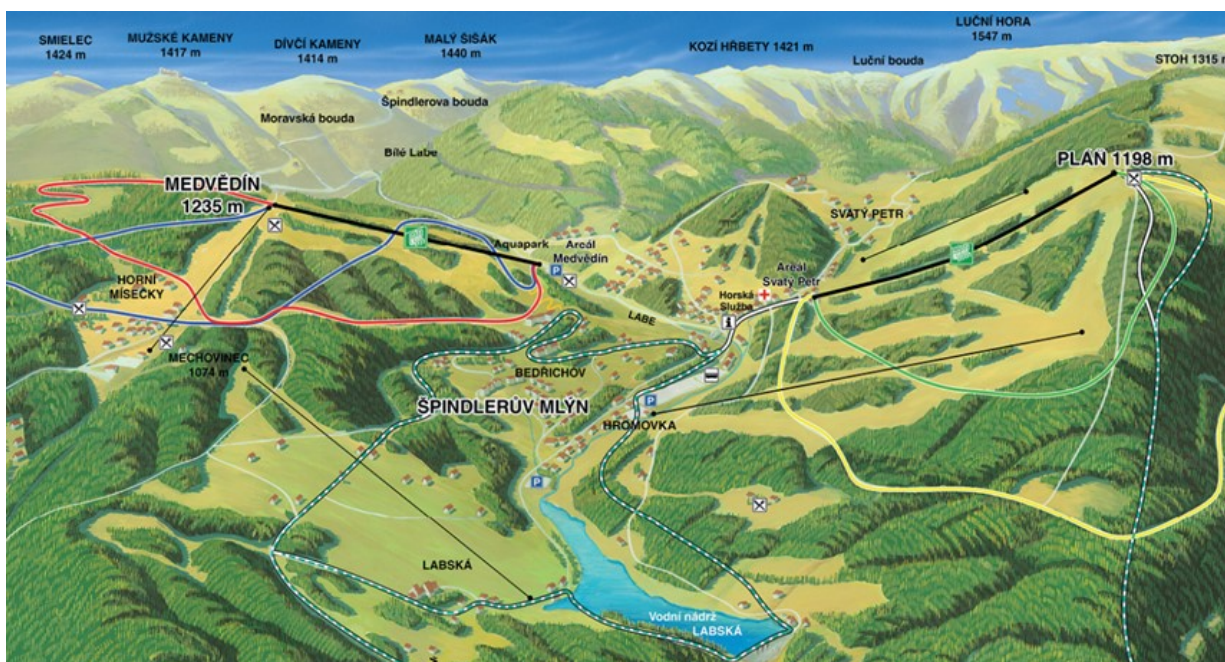 SMIELEC
1424 m
MUŽSKÉ KAMENY
1417 m
DÍVČÍ KAMENY
1414 m
MALÝ ŠIŠÁK
1440 m
KOZÍ HŘBETY 1421 m
LUČNÍ HORA
1547 m
Luční bouda
STOH 1315 m
Špindlerova bouda
Moravská bouda
Bílé Labe
MEDVĚDÍN
1235 m
PLÁŇ 1198 m
SVATÝ PETR
Aquapark
Areál
Medvědín
P
Areál
Svatý Petr
HORNÍ
MÍSEČKY
Horská
Služba
i
LABE
MECHOVINEC
1074 m
BEDŘICHOV
ŠPINDLERŮV MLÝN
P
HROMOVKA
P
LABSKÁ
Vodní nádrž
LABSKÁ